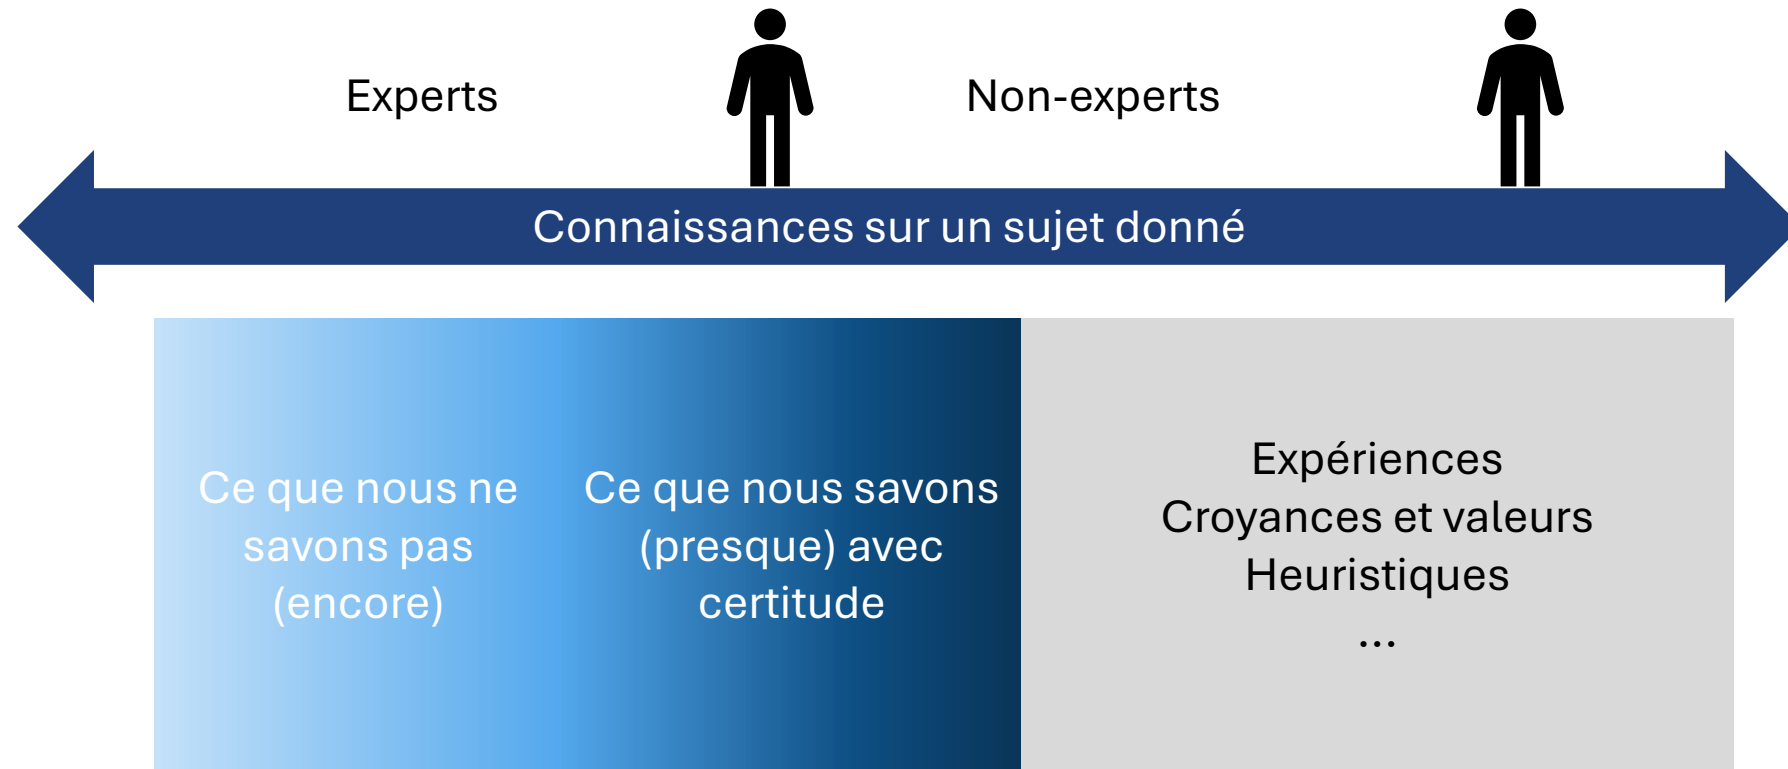 Experts
Non-experts
Connaissances sur un sujet donné
Ce que nous ne
savons pas
(encore)
Ce que nous savons
(presque) avec
certitude
Expériences
Croyances et valeurs
Heuristiques
...